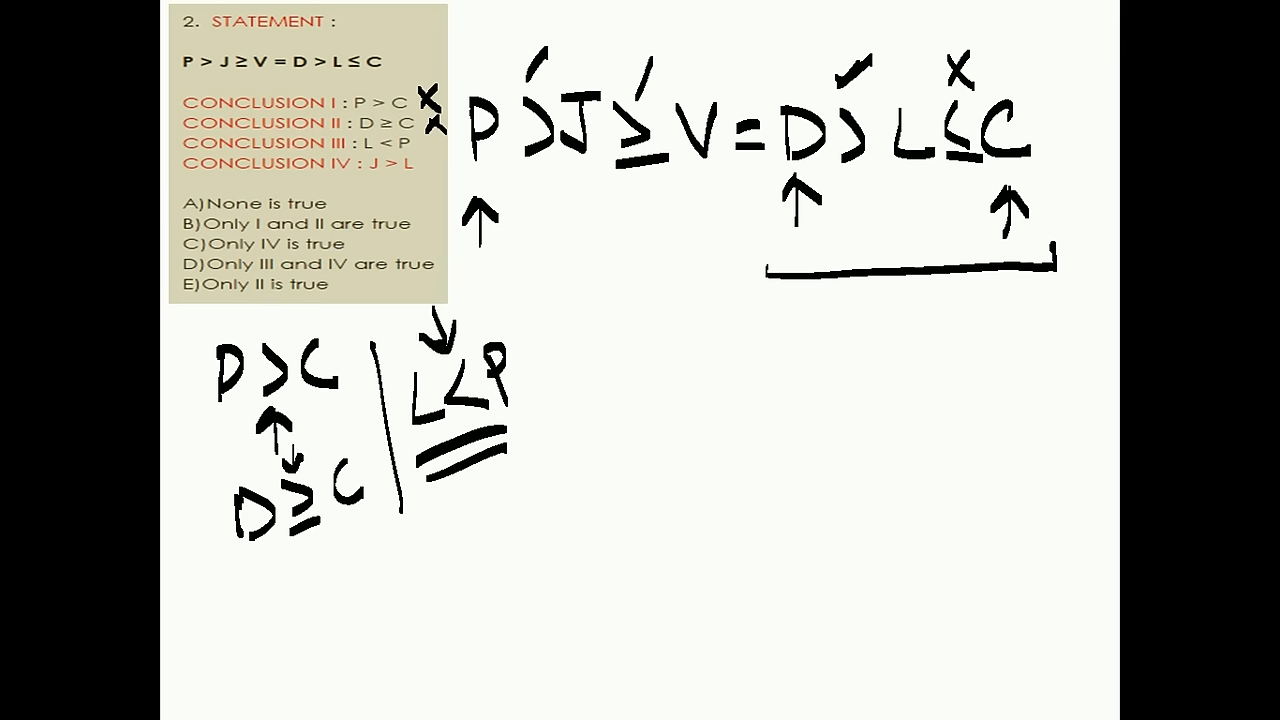 2. STATEMENT :
P > J ≥ V = D > L ≤ C
CONCLUSION I : P > C X
CONCLUSION II : D ≥ C X
CONCLUSION III : L < P
CONCLUSION IV : J > L
A)None is true
B)Only I and II are true
C)Only IV is true
D)Only III and IV are true
E)Only II is true
P > J ≥ V = D > L ≤ C
D > C
D ≥ C
L < P